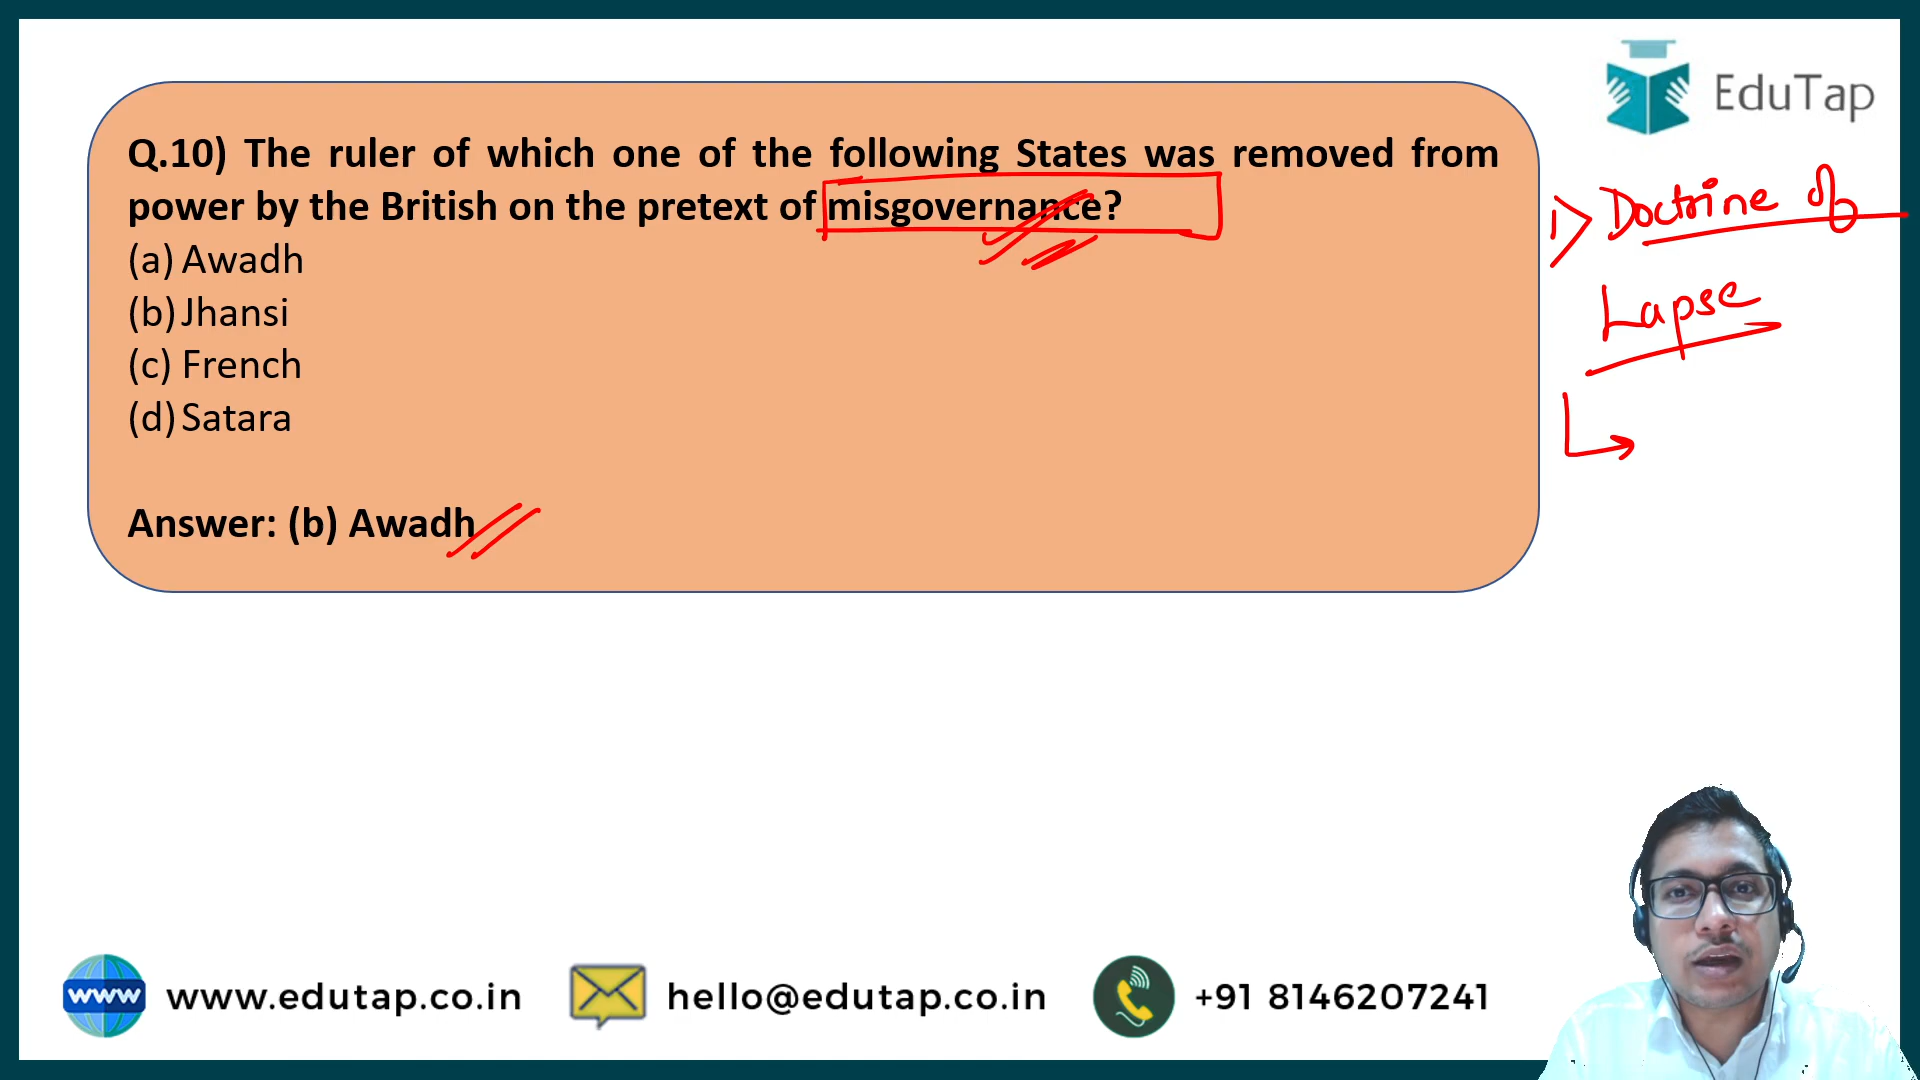 EduTap
Q.10) The ruler of which one of the following States was removed from
power by the British on the pretext of misgovernance?
(a) Awadh
(b) Jhansi
(c) French
(d) Satara
Answer: (b) Awadh
1) Doctrine of
Lapse
www
www.edutap.co.in
hello@edutap.co.in
+91 8146207241